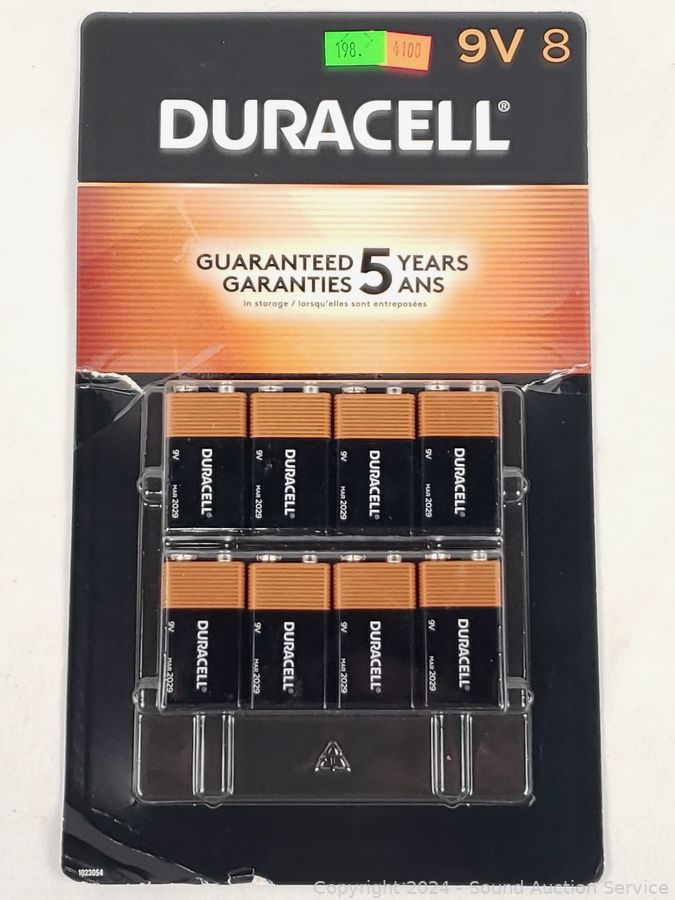 198. 4100
9V 8
DURACELL®
GUARANTEED 5 YEARS
GARANTIES ANS
in storage / lorsqu'elles sont entreposées
DURACELL®
9V
MAR 2029
DURACELL®
9V
MAR 2029
DURACELL®
9V
MAR 2029
DURACELL®
9V
MAR 2029
DURACELL®
9V
MAR 2029
DURACELL®
9V
MAR 2029
DURACELL®
9V
MAR 2029
DURACELL®
9V
MAR 2029
1023054
Copyright 2024 - Sound Auction Service